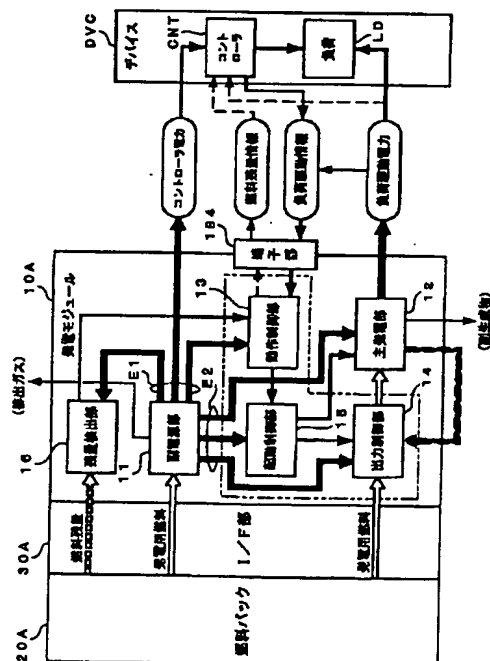 DVC
デバイス
CNT
コントローラ
負荷
LD
コントローラ電力
燃料残量情報
負荷駆動情報
負荷駆動電力
10A
発電モジュール
端子部
184
(排出ガス)
16
残量検出部
E1
副電源部
11
E2
13
動作制御部
起動制御部
15
主発電部
12
出力制御部
14
(副生成物)
30A
I/F部
燃料残量
発電用燃料
発電用燃料
20A
燃料パック